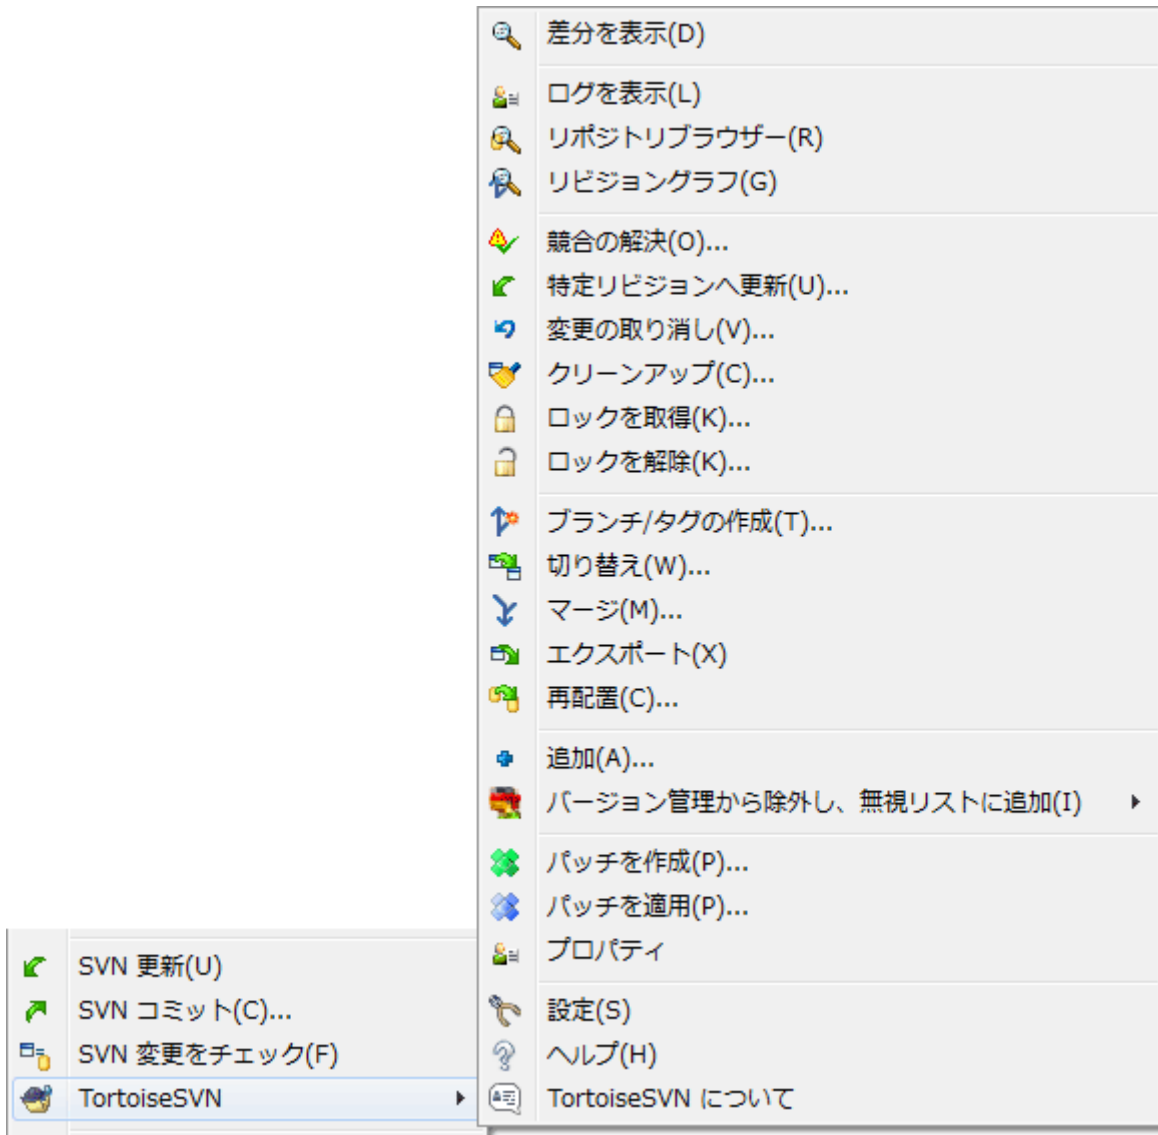 差分を表示(D)
ログを表示(L)
リポジトリブラウザー(R)
リビジョングラフ(G)
競合の解決(O)...
特定リビジョンへ更新(U)...
変更の取り消し(V)...
クリーンアップ(C)...
ロックを取得(K)...
ロックを解除(K)...
ブランチ/タグの作成(T)...
切り替え(W)...
マージ(M)...
エクスポート(X)
再配置(C)...
追加(A)...
バージョン管理から除外し、無視リストに追加(I)
パッチを作成(P)...
パッチを適用(P)...
プロパティ
設定(S)
ヘルプ(H)
TortoiseSVN について
SVN 更新(U)
SVN コミット(C)...
SVN 変更をチェック(F)
TortoiseSVN